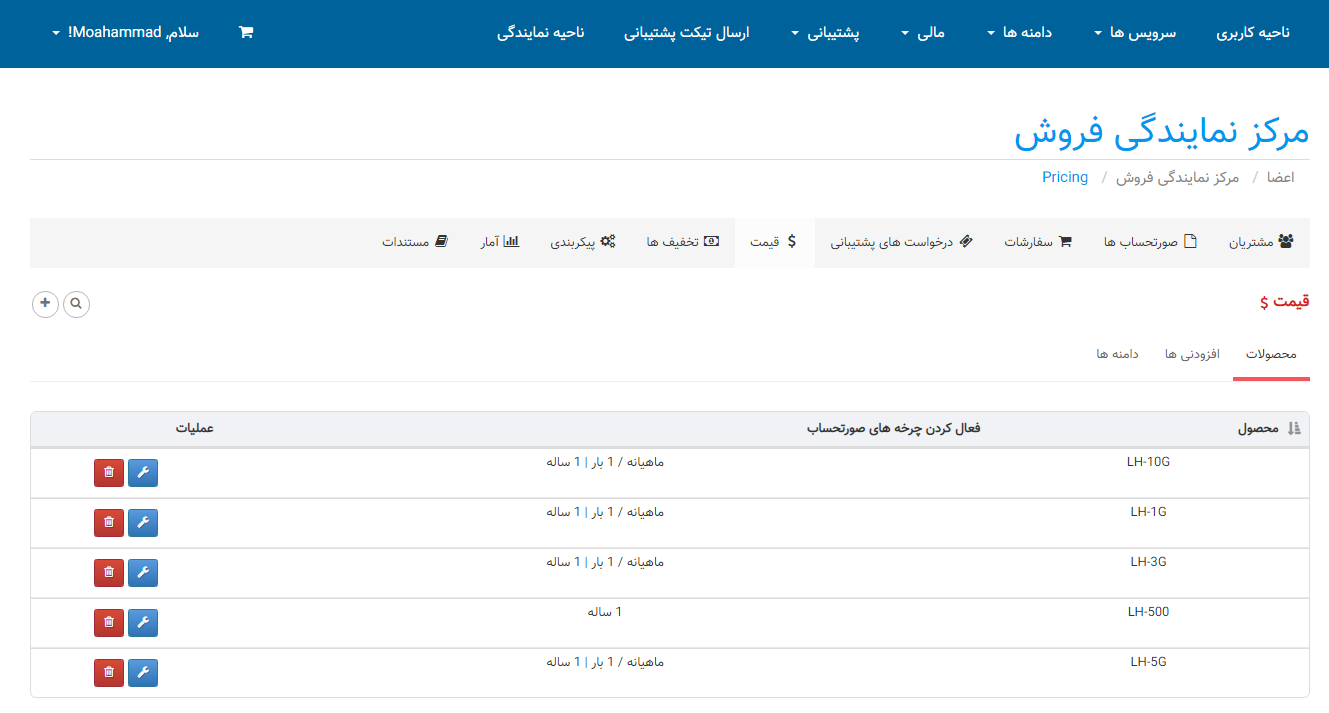 ناحیه کاربری سرویس ها دامنه ها مالی پشتیبانی ارسال تیکت پشتیبانی ناحیه نمایندگی سلام, Moahammad!
مرکز نمایندگی فروش
اعضا / مرکز نمایندگی فروش / Pricing
مشتریان صورتحساب ها سفارشات درخواست های پشتیبانی قیمت تخفیف ها پیکربندی آمار مستندات
قیمت $
محصولات افزودنی ها دامنه ها
محصول فعال کردن چرخه های صورتحساب عملیات
LH-10G ماهیانه / 1 بار | 1 ساله
LH-1G ماهیانه / 1 بار | 1 ساله
LH-3G ماهیانه / 1 بار | 1 ساله
LH-500 1 ساله
LH-5G ماهیانه / 1 بار | 1 ساله